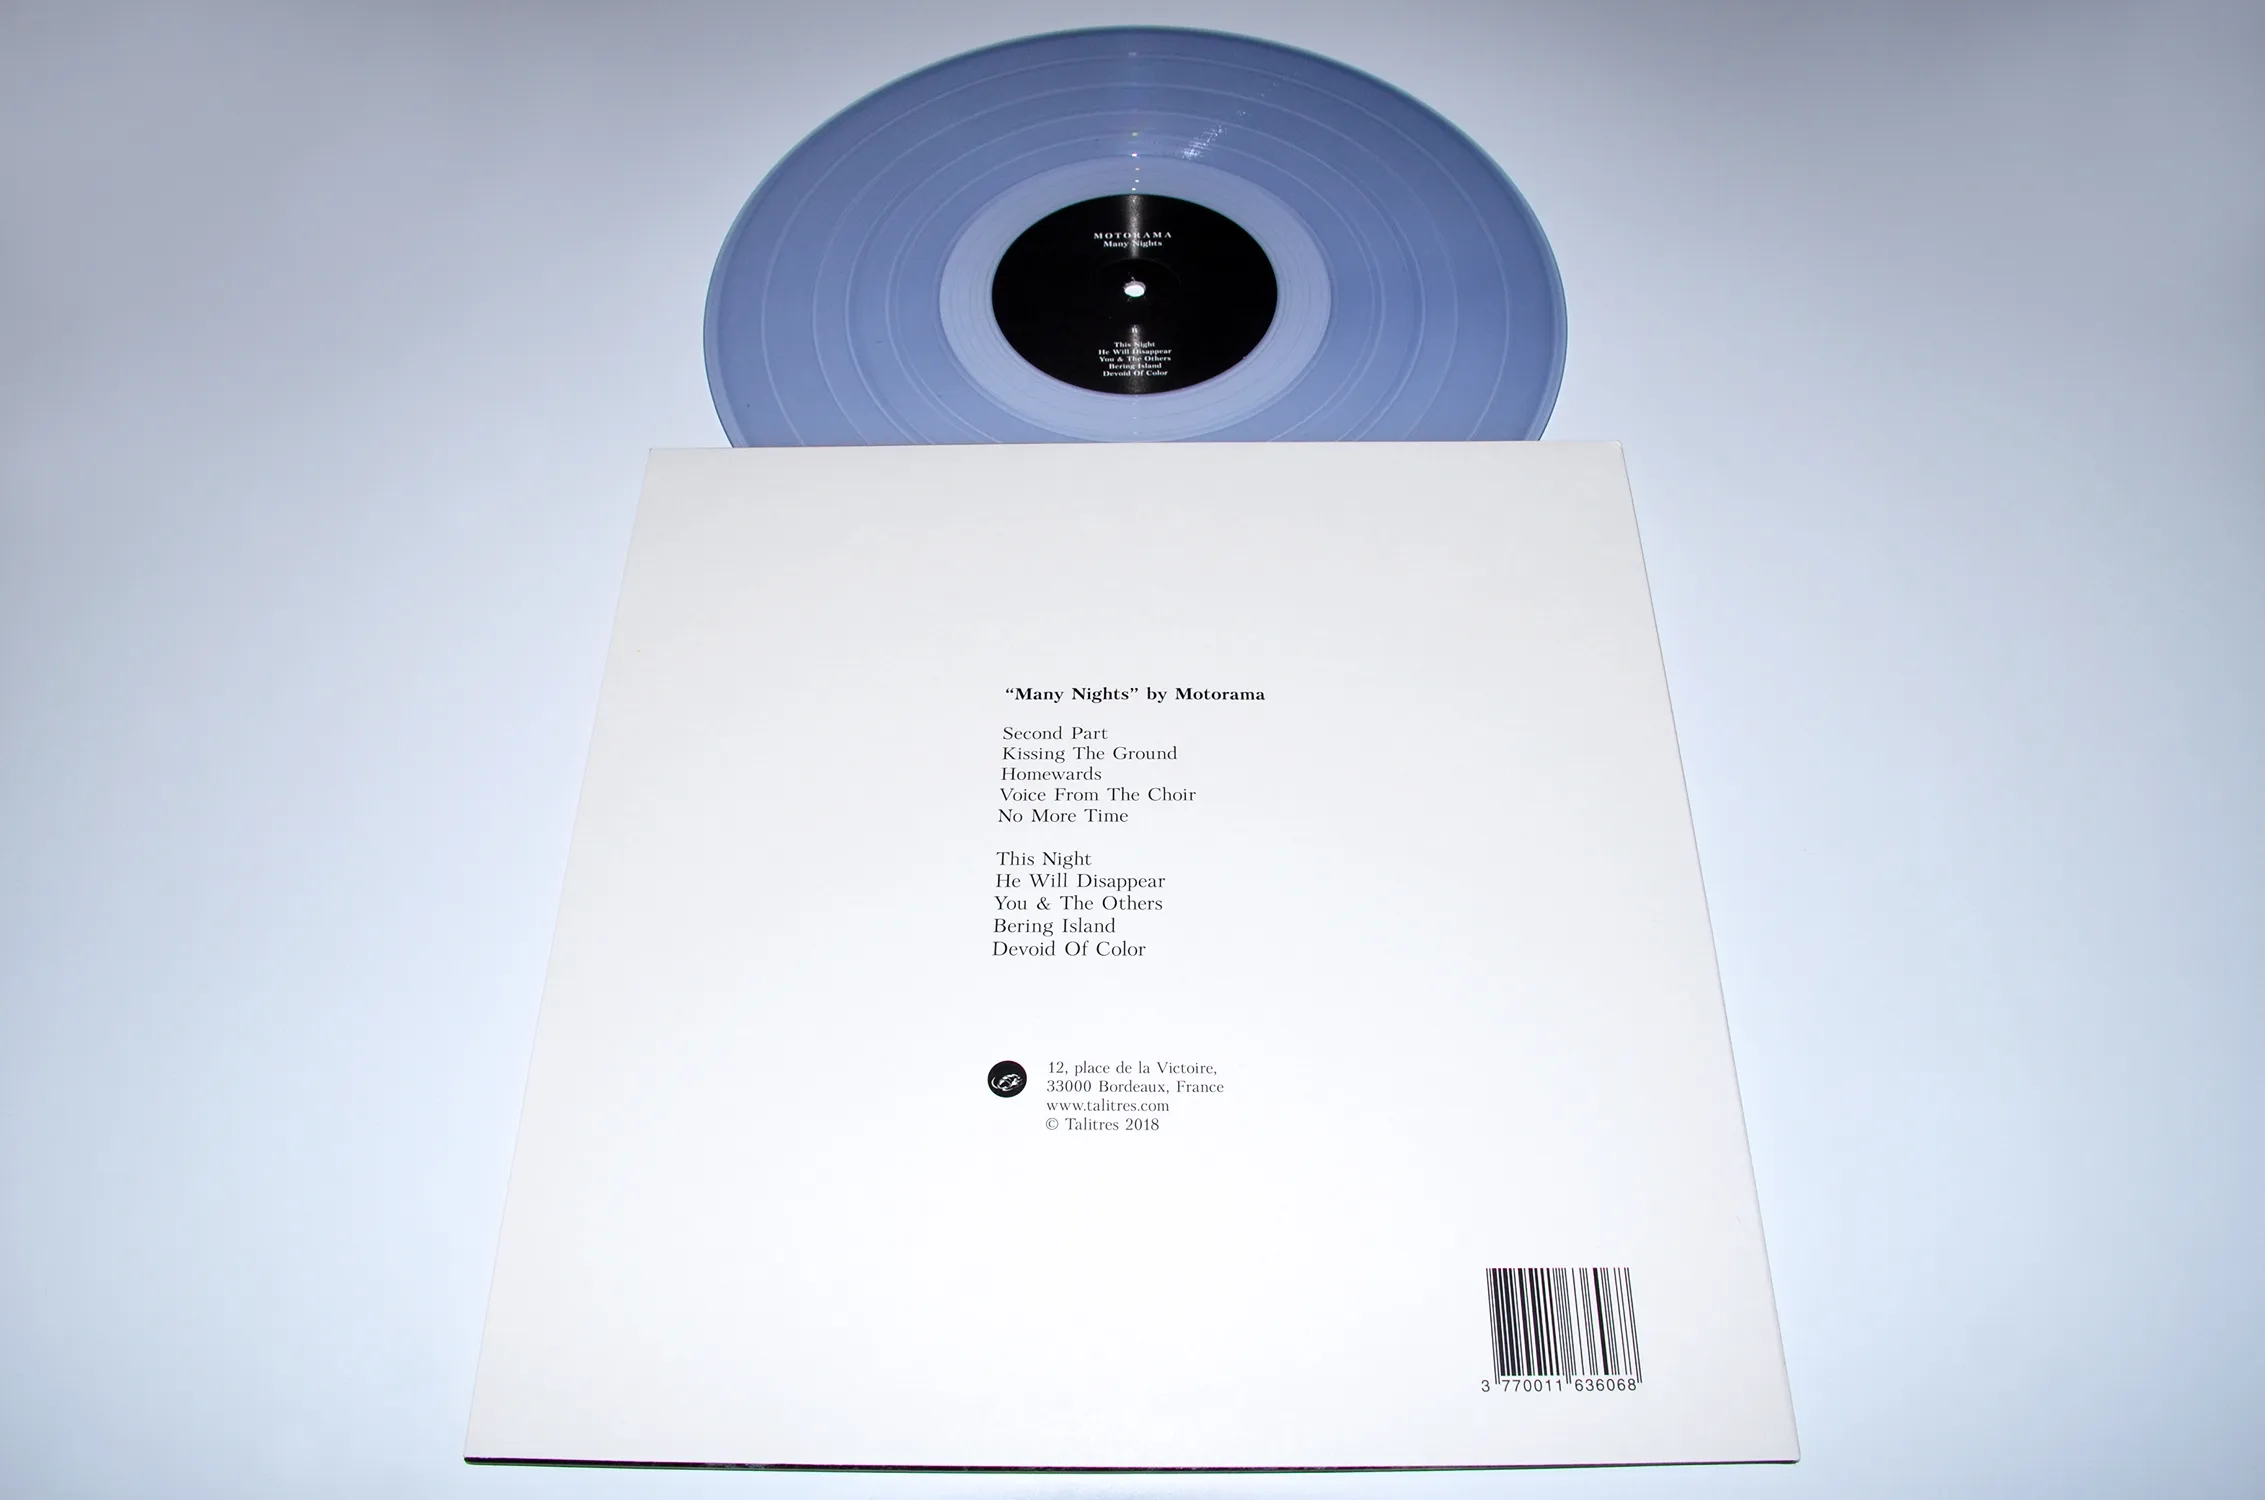 MOTORAMA
Many Nights
B
This Night
He Will Disappear
You & The Others
Bering Island
Devoid Of Color
“Many Nights” by Motorama
Second Part
Kissing The Ground
Homewards
Voice From The Choir
No More Time
This Night
He Will Disappear
You & The Others
Bering Island
Devoid Of Color
12, place de la Victoire,
33000 Bordeaux, France
www.talitres.com
© Talitres 2018
3 770011 636068